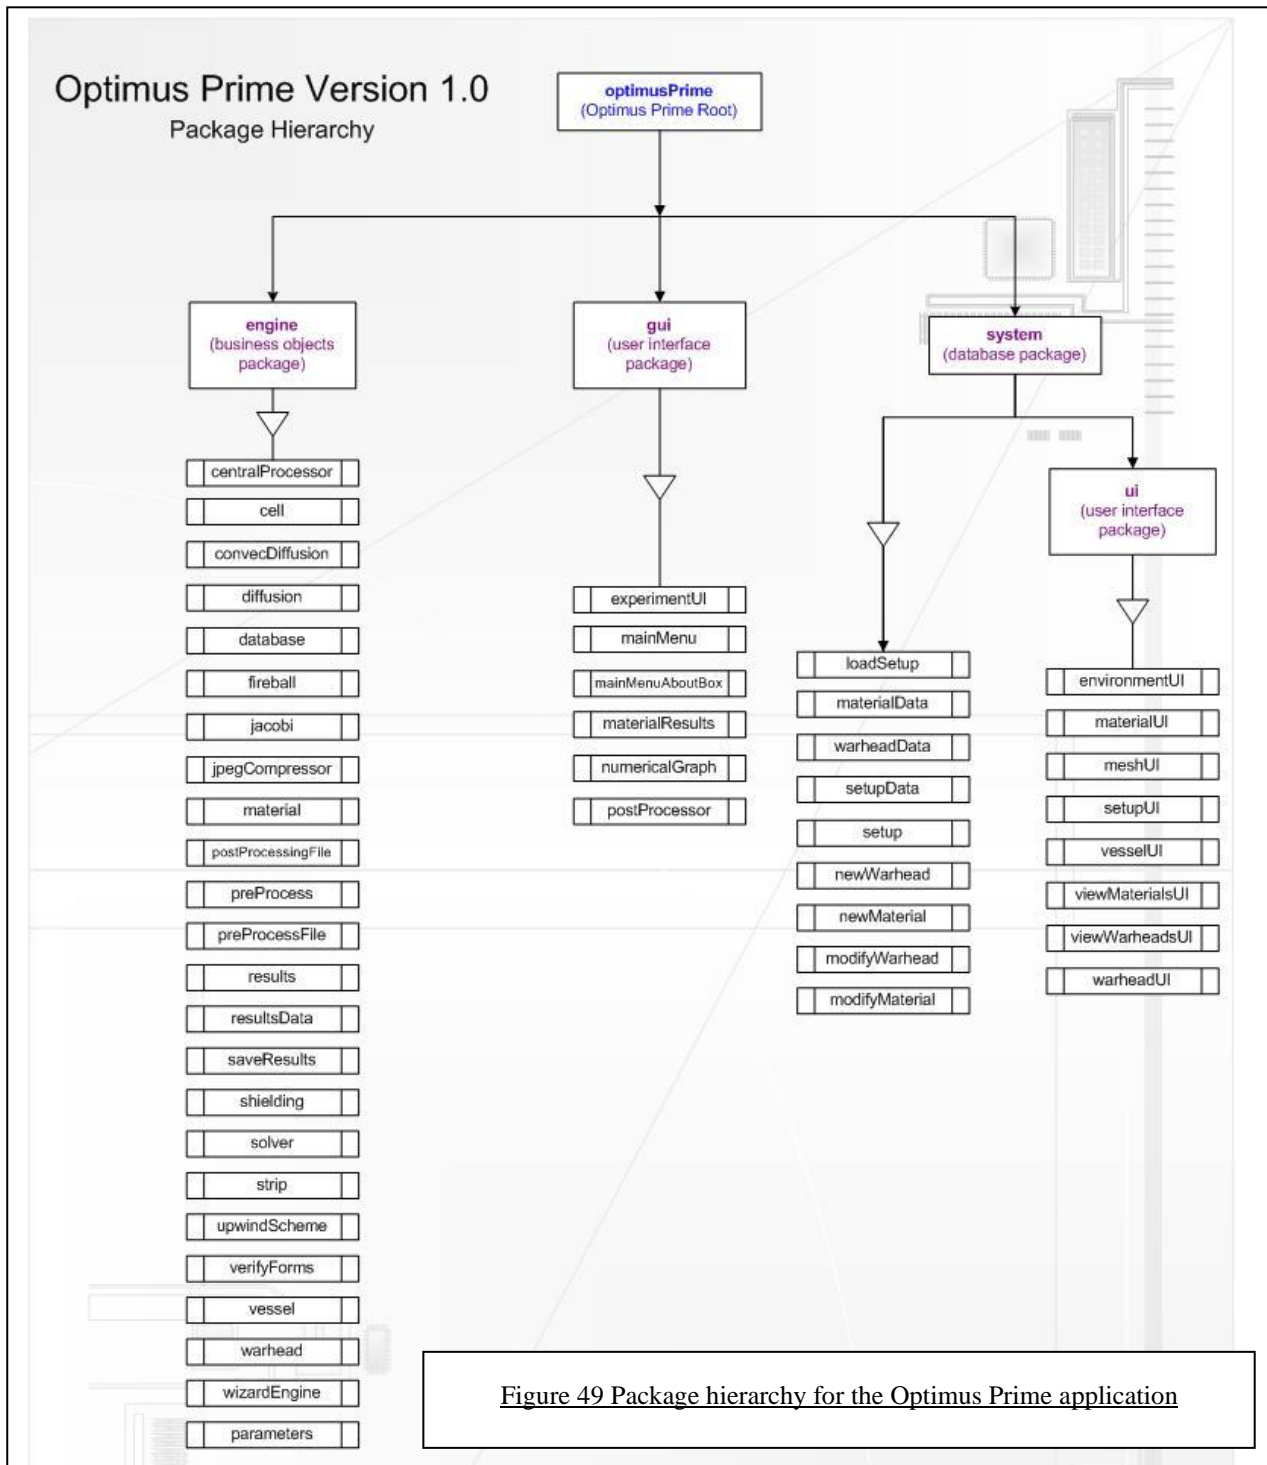 Optimus Prime Version 1.0
Package Hierarchy
optimusPrime
(Optimus Prime Root)
engine
(business objects
package)
gui
(user interface
package)
system
(database package)
ui
(user interface
package)
centralProcessor
cell
convecDiffusion
diffusion
database
fireball
jacobi
jpegCompressor
material
postProcessingFile
preProcess
preProcessFile
results
resultsData
saveResults
shielding
solver
strip
upwindScheme
verifyForms
vessel
warhead
wizardEngine
parameters
experimentUI
mainMenu
mainMenuAboutBox
materialResults
numericalGraph
postProcessor
loadSetup
materialData
warheadData
setupData
setup
newWarhead
newMaterial
modifyWarhead
modifyMaterial
environmentUI
materialUI
meshUI
setupUI
vesselUI
viewMaterialsUI
viewWarheadsUI
warheadUI
Figure 49 Package hierarchy for the Optimus Prime application